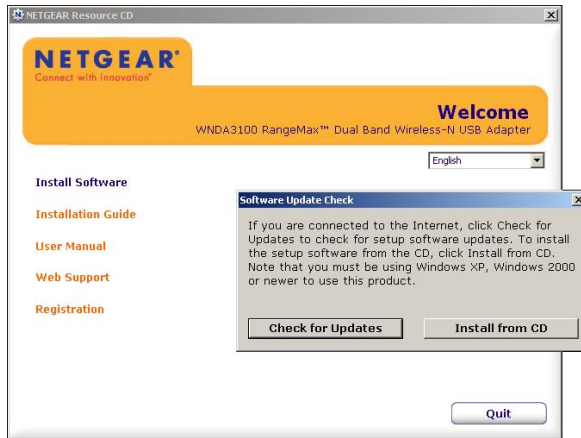 NETGEAR Resource CD
NETGEAR®
Connect with Innovation™
Welcome
WNDA3100 RangeMax™ Dual Band Wireless-N USB Adapter
English
Install Software
Installation Guide
User Manual
Web Support
Registration
Software Update Check
If you are connected to the Internet, click Check for
Updates to check for setup software updates. To install
the setup software from the CD, click Install from CD.
Note that you must be using Windows XP, Windows 2000
or newer to use this product.
Check for Updates
Install from CD
Quit